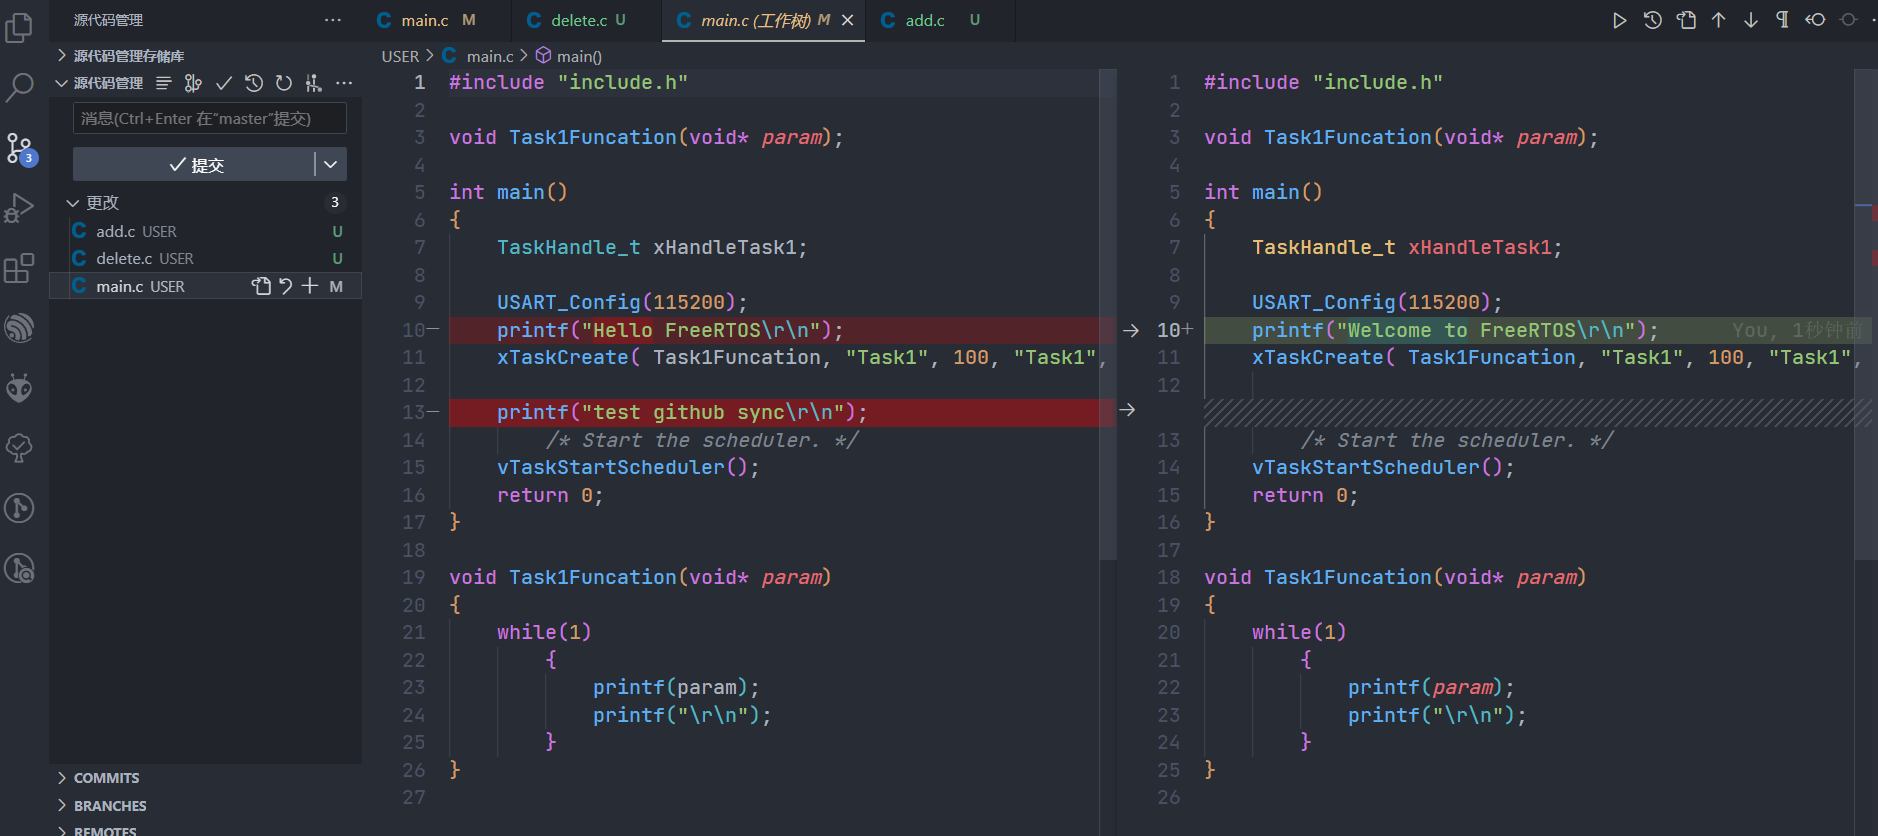 源代码管理
源代码管理存储库
源代码管理
消息(Ctrl+Enter 在"master"提交)
提交
更改 3
add.c USER U
delete.c USER U
main.c USER M
3
COMMITS
BRANCHES
REMOTES
main.c M
delete.c U
main.c (工作树) M
add.c U
USER > main.c > main()
1 #include "include.h"
2
3 void Task1Funcation(void* param);
4
5 int main()
6 {
7 TaskHandle_t xHandleTask1;
8
9 USART_Config(115200);
10— printf("Hello FreeRTOS\r\n");
11 xTaskCreate( Task1Funcation, "Task1", 100, "Task1",
12
13— printf("test github sync\r\n");
14 /* Start the scheduler. */
15 vTaskStartScheduler();
16 return 0;
17 }
18
19 void Task1Funcation(void* param)
20 {
21 while(1)
22 {
23 printf(param);
24 printf("\r\n");
25 }
26 }
27
1 #include "include.h"
2
3 void Task1Funcation(void* param);
4
5 int main()
6 {
7 TaskHandle_t xHandleTask1;
8
9 USART_Config(115200);
10+ printf("Welcome to FreeRTOS\r\n"); You, 1秒钟前
11 xTaskCreate( Task1Funcation, "Task1", 100, "Task1",
12
13 /* Start the scheduler. */
14 vTaskStartScheduler();
15 return 0;
16 }
17
18 void Task1Funcation(void* param)
19 {
20 while(1)
21 {
22 printf(param);
23 printf("\r\n");
24 }
25 }
26